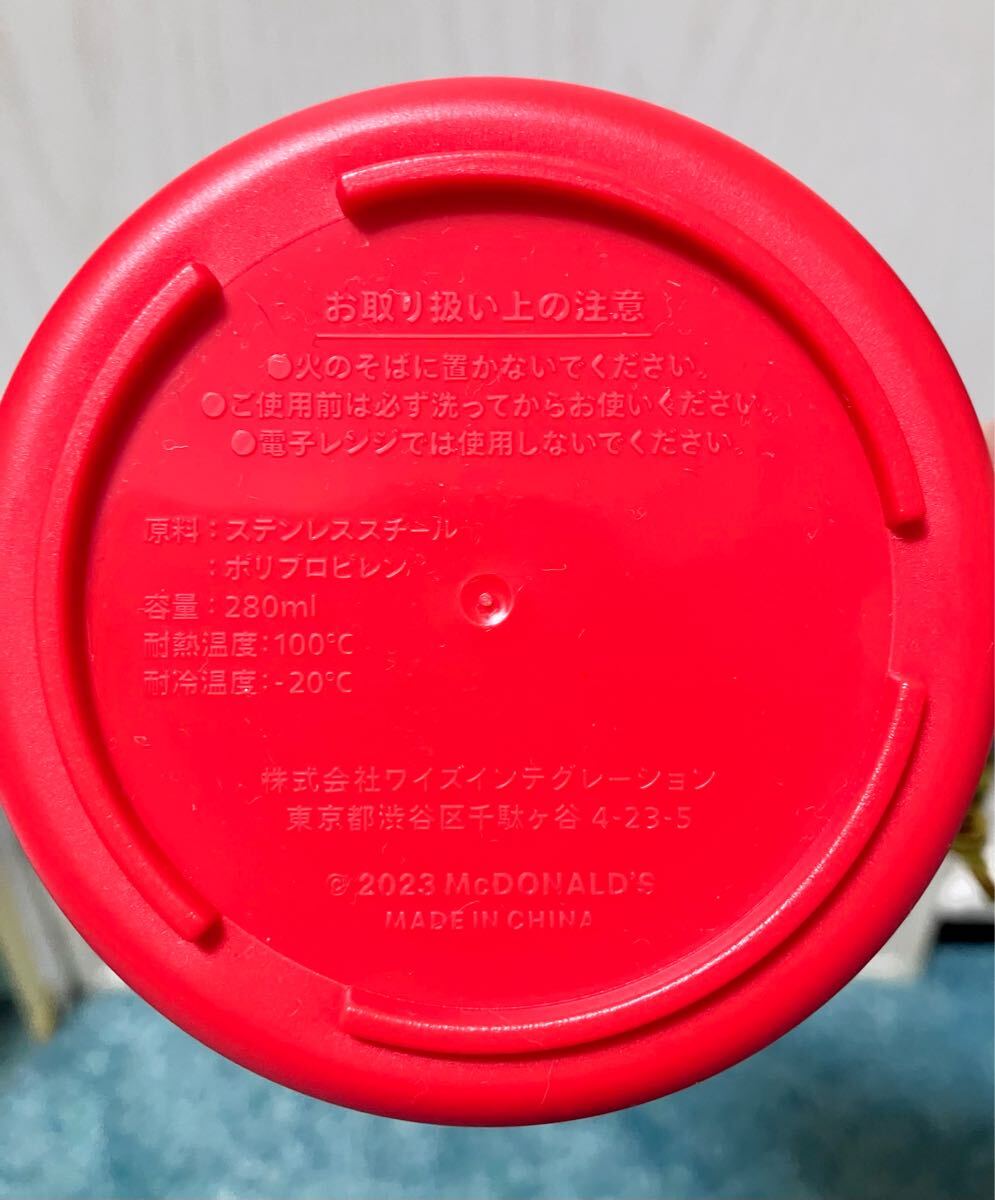 お取り扱い上の注意
●火のそばに置かないでください。
●ご使用前は必ず洗ってからお使いください。
●電子レンジでは使用しないでください。
原料：ステンレススチール
：ポリプロピレン
容量：280ml
耐熱温度：100℃
耐冷温度：-20℃
株式会社ワイズインテグレーション
東京都渋谷区千駄ヶ谷 4-23-5
© 2023 McDONALD'S
MADE IN CHINA